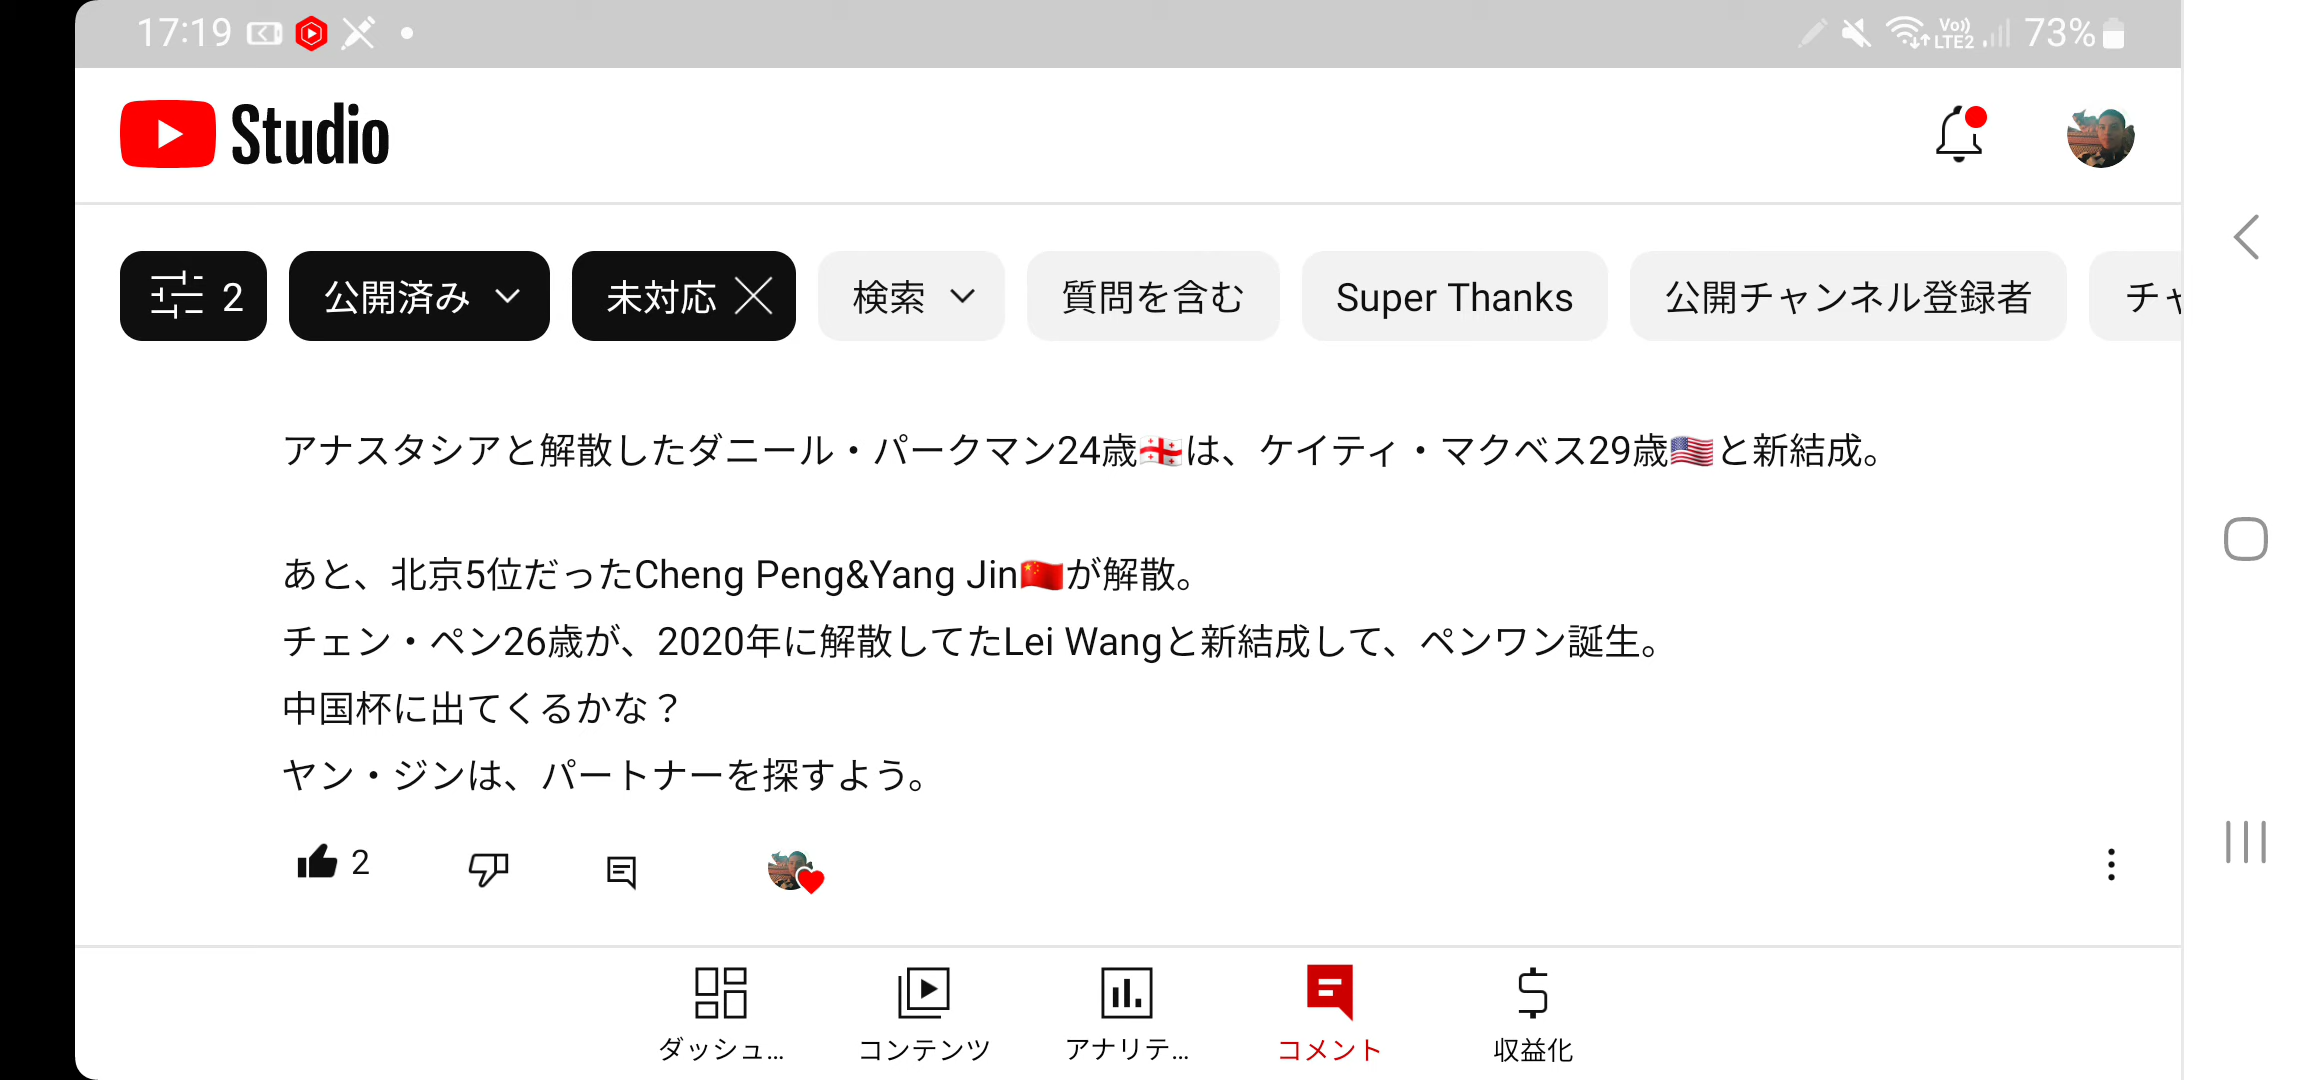 17:19
Vo)) LTE2 73%
Studio
2 公開済み 未対応 検索 質問を含む Super Thanks 公開チャンネル登録者 チャ
アナスタシアと解散したダニール・パークマン24歳🇬🇪は、ケイティ・マクベス29歳🇺🇸と新結成。
あと、北京5位だったCheng Peng&Yang Jin🇨🇳が解散。
チェン・ペン26歳が、2020年に解散してたLei Wangと新結成して、ペンワン誕生。
中国杯に出てくるかな？
ヤン・ジンは、パートナーを探すよう。
2
ダッシュ... コンテンツ アナリテ... コメント 収益化